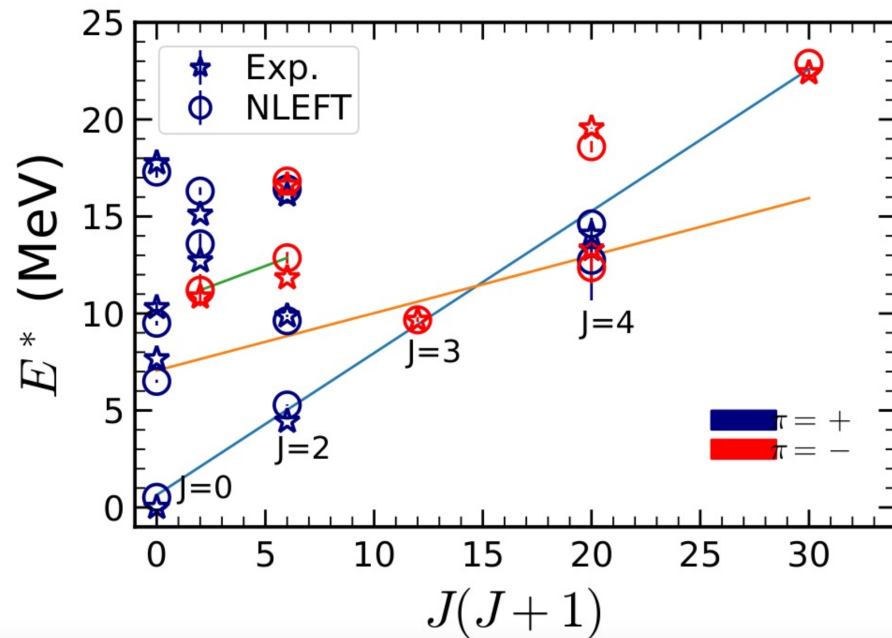 25
20
15
10
5
0
E* (MeV)
Exp.
NLEFT
J=0
J=2
J=3
J=4
π = +
π = −
0 5 10 15 20 25 30
J(J + 1)